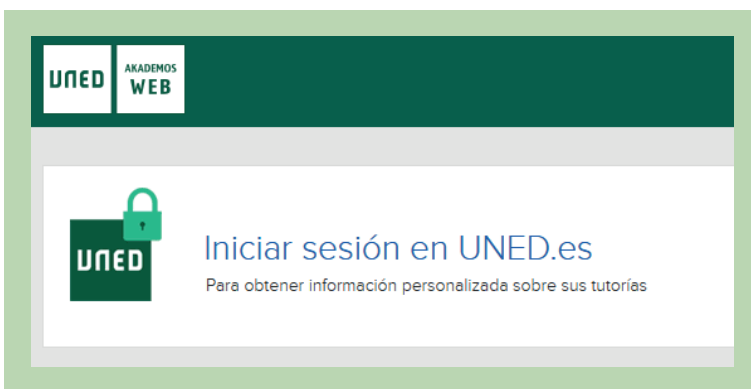 UNED
AKADEMOS
WEB
UNED
Iniciar sesión en UNED.es
Para obtener información personalizada sobre sus tutorías